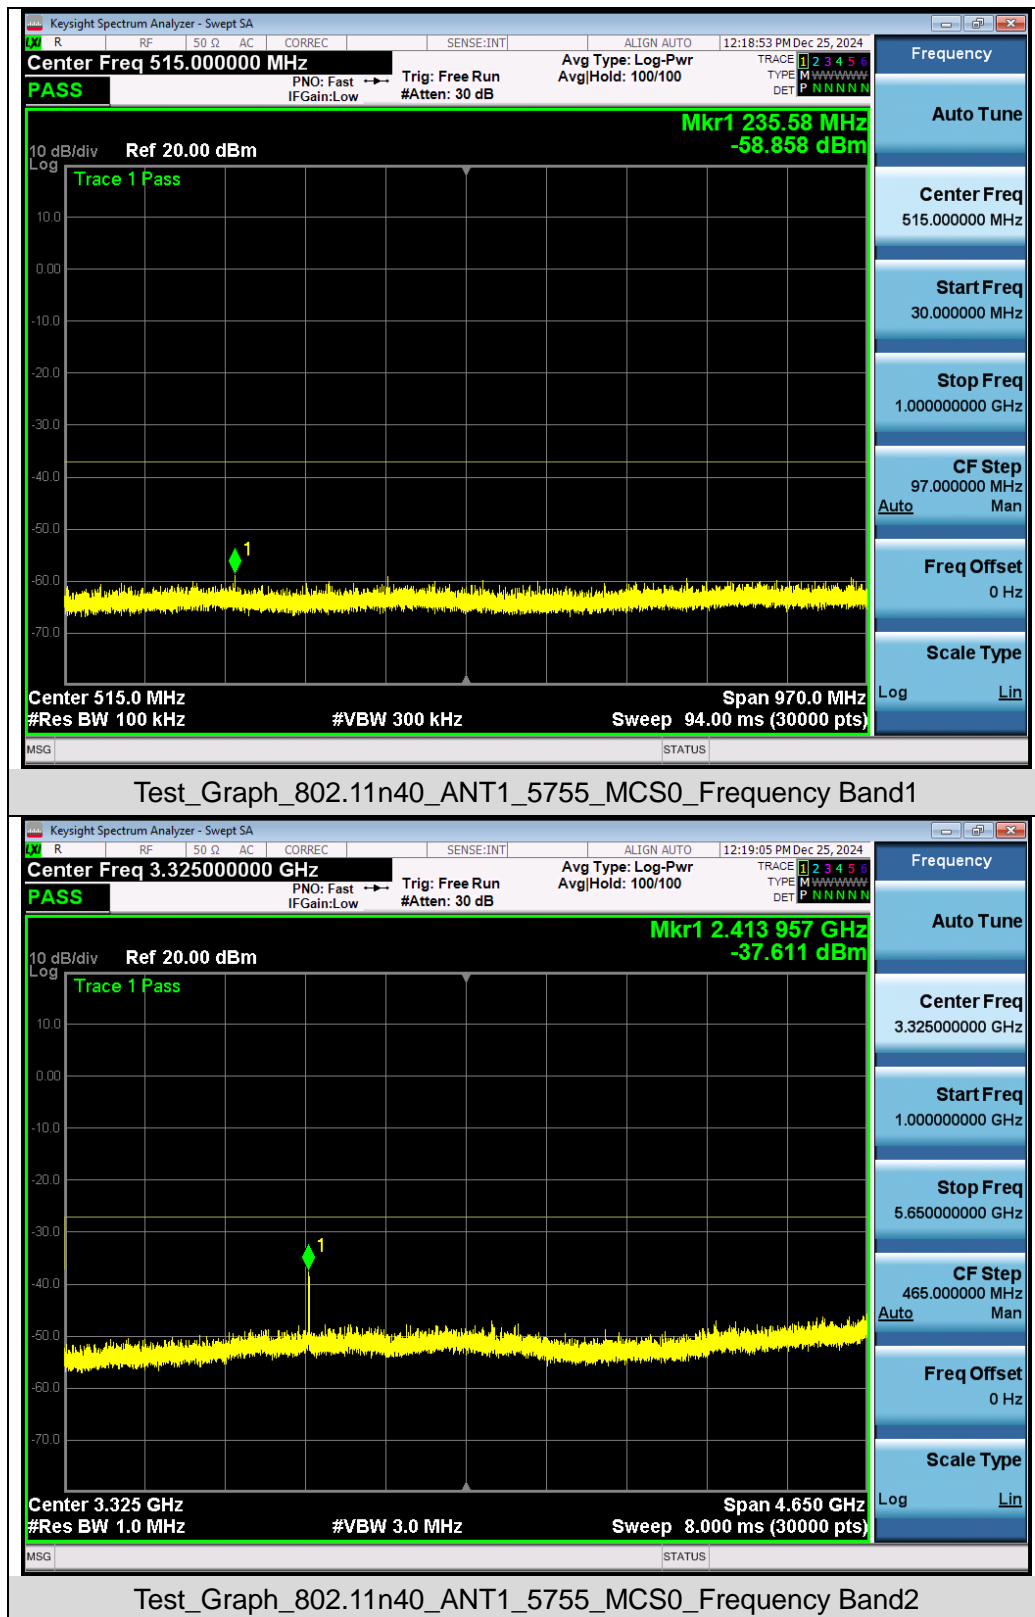 Keysight Spectrum Analyzer - Swept SA
LXI R RF 50 Ω AC CORREC SENSE:INT ALIGN AUTO 12:18:53 PM Dec 25, 2024
Center Freq 515.000000 MHz
PASS
PNO: Fast
IFGain:Low
Trig: Free Run
#Atten: 30 dB
Avg Type: Log-Pwr
Avg|Hold: 100/100
TRACE 1 2 3 4 5 6
TYPE M WWWWW
DET P N N N N N
Mkr1 235.58 MHz
-58.858 dBm
10 dB/div Ref 20.00 dBm
Log
Trace 1 Pass
10.0
0.00
-10.0
-20.0
-30.0
-40.0
-50.0
-60.0
-70.0
1
Center 515.0 MHz Span 970.0 MHz
#Res BW 100 kHz #VBW 300 kHz Sweep 94.00 ms (30000 pts)
MSG STATUS
Frequency
Auto Tune
Center Freq
515.000000 MHz
Start Freq
30.000000 MHz
Stop Freq
1.000000000 GHz
CF Step
97.000000 MHz
Auto Man
Freq Offset
0 Hz
Scale Type
Log Lin
Test_Graph_802.11n40_ANT1_5755_MCS0_Frequency Band1
Keysight Spectrum Analyzer - Swept SA
LXI R RF 50 Ω AC CORREC SENSE:INT ALIGN AUTO 12:19:05 PM Dec 25, 2024
Center Freq 3.325000000 GHz
PASS
PNO: Fast
IFGain:Low
Trig: Free Run
#Atten: 30 dB
Avg Type: Log-Pwr
Avg|Hold: 100/100
TRACE 1 2 3 4 5 6
TYPE M WWWWW
DET P N N N N N
Mkr1 2.413 957 GHz
-37.611 dBm
10 dB/div Ref 20.00 dBm
Log
Trace 1 Pass
10.0
0.00
-10.0
-20.0
-30.0
-40.0
-50.0
-60.0
-70.0
1
Center 3.325 GHz Span 4.650 GHz
#Res BW 1.0 MHz #VBW 3.0 MHz Sweep 8.000 ms (30000 pts)
MSG STATUS
Frequency
Auto Tune
Center Freq
3.325000000 GHz
Start Freq
1.000000000 GHz
Stop Freq
5.650000000 GHz
CF Step
465.000000 MHz
Auto Man
Freq Offset
0 Hz
Scale Type
Log Lin
Test_Graph_802.11n40_ANT1_5755_MCS0_Frequency Band2